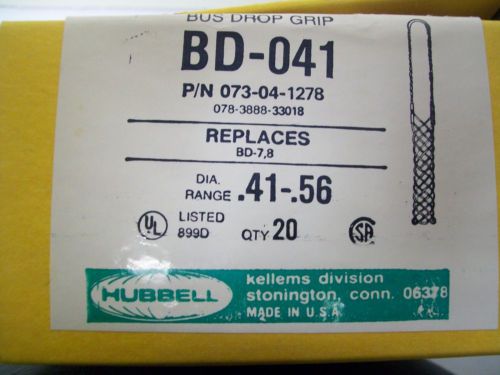 BUS DROP GRIP
BD-041
P/N 073-04-1278
078-3888-33018
REPLACES
BD-7,8
DIA. RANGE .41-.56
UL LISTED 899D QTY 20 SA
HUBBELL
kellems division
stonington, conn. 06378
MADE IN U.S.A.